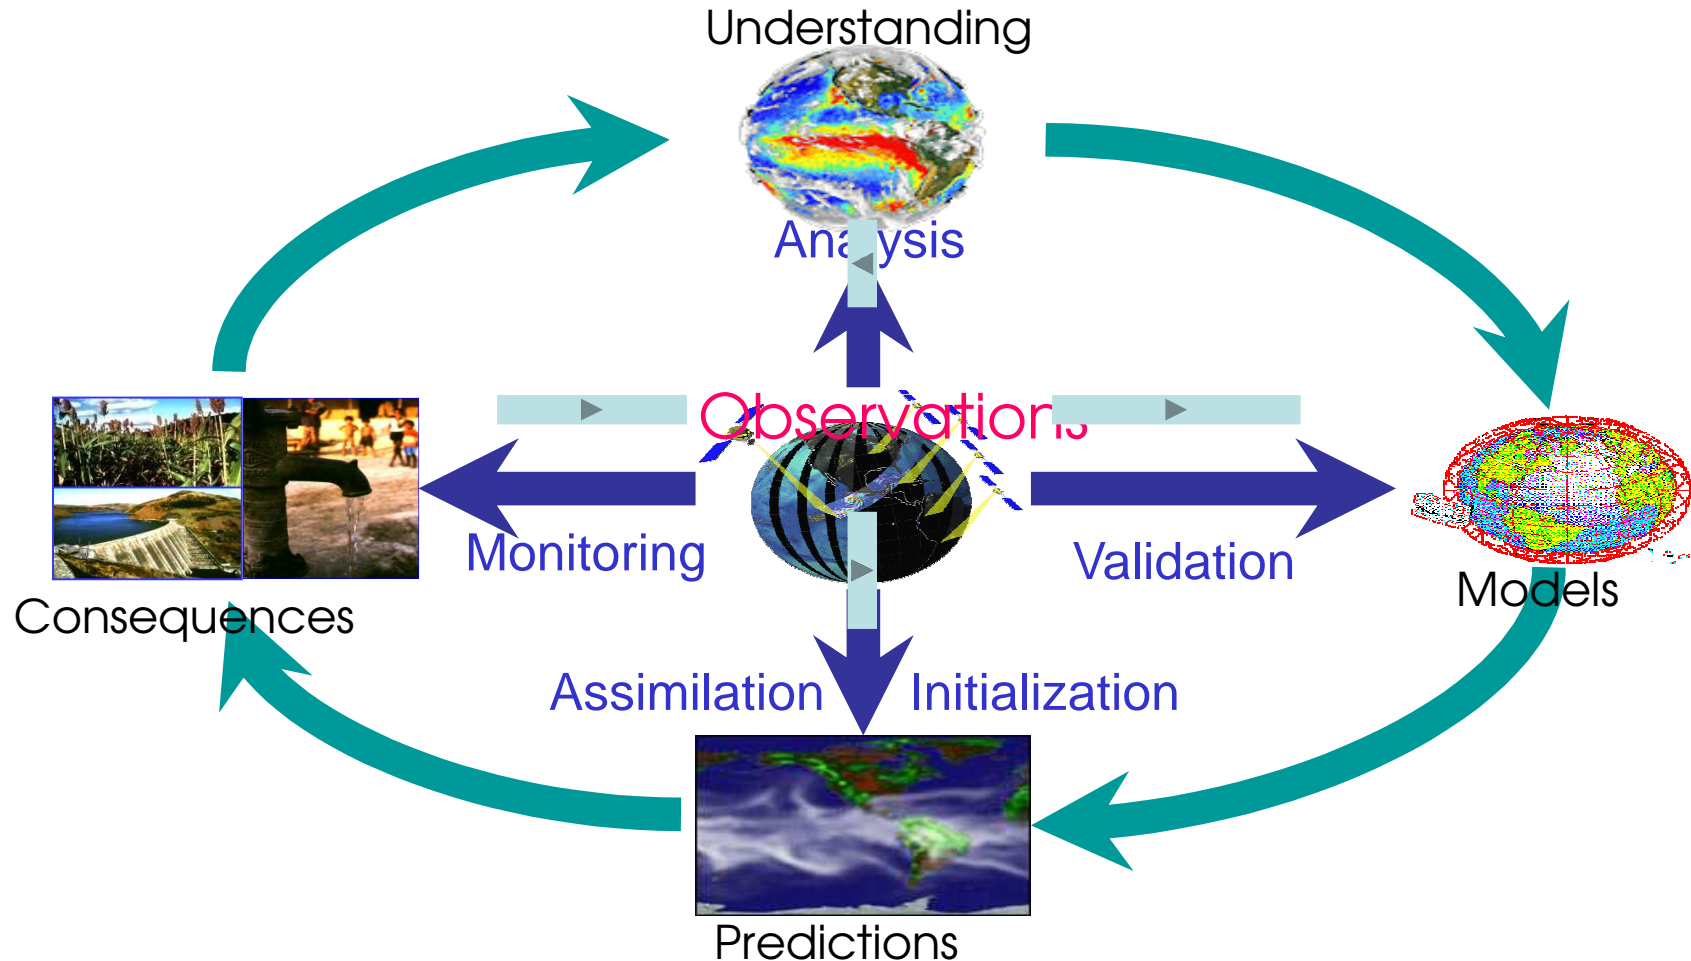 Understanding
Analysis
Observations
Monitoring
Validation
Consequences
Models
Assimilation
Initialization
Predictions